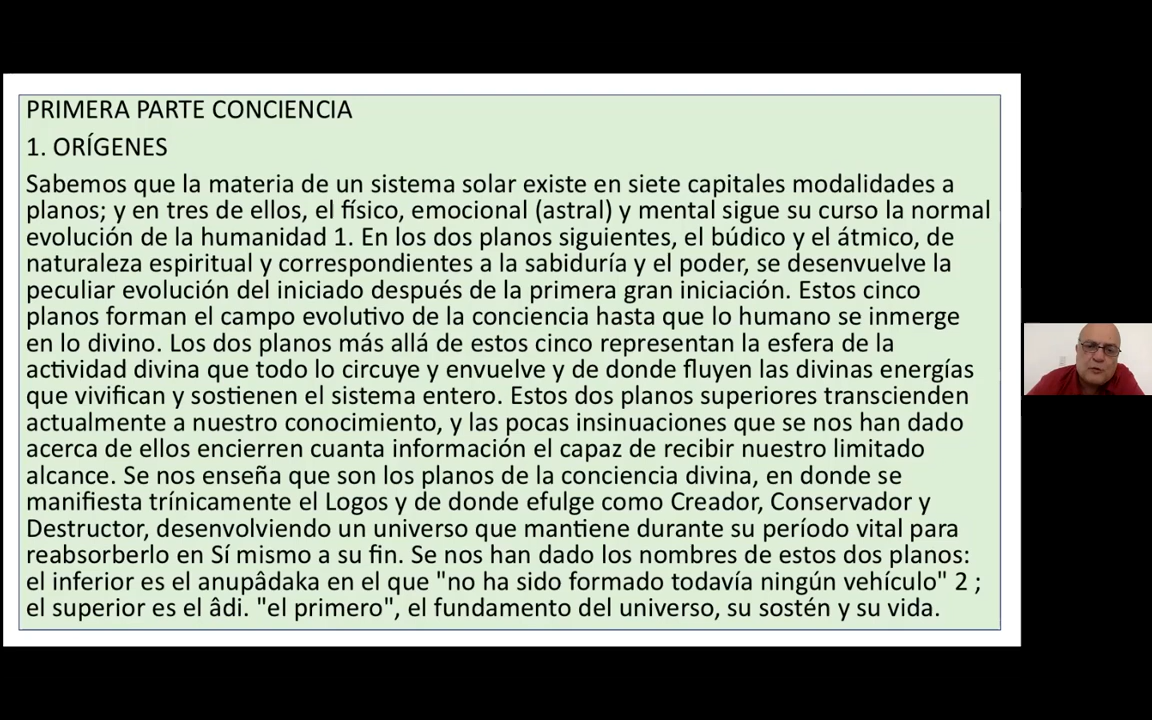 PRIMERA PARTE CONCIENCIA
1. ORÍGENES
Sabemos que la materia de un sistema solar existe en siete capitales modalidades a
planos; y en tres de ellos, el físico, emocional (astral) y mental sigue su curso la normal
evolución de la humanidad 1. En los dos planos siguientes, el búdico y el átmico, de
naturaleza espiritual y correspondientes a la sabiduría y el poder, se desenvuelve la
peculiar evolución del iniciado después de la primera gran iniciación. Estos cinco
planos forman el campo evolutivo de la conciencia hasta que lo humano se inmerge
en lo divino. Los dos planos más allá de estos cinco representan la esfera de la
actividad divina que todo lo circuye y envuelve y de donde fluyen las divinas energías
que vivifican y sostienen el sistema entero. Estos dos planos superiores transcienden
actualmente a nuestro conocimiento, y las pocas insinuaciones que se nos han dado
acerca de ellos encierren cuanta información el capaz de recibir nuestro limitado
alcance. Se nos enseña que son los planos de la conciencia divina, en donde se
manifiesta trínicamente el Logos y de donde efulge como Creador, Conservador y
Destructor, desenvolviendo un universo que mantiene durante su período vital para
reabsorberlo en Sí mismo a su fin. Se nos han dado los nombres de estos dos planos:
el inferior es el anupâdaka en el que "no ha sido formado todavía ningún vehículo" 2 ;
el superior es el âdi. "el primero", el fundamento del universo, su sostén y su vida.